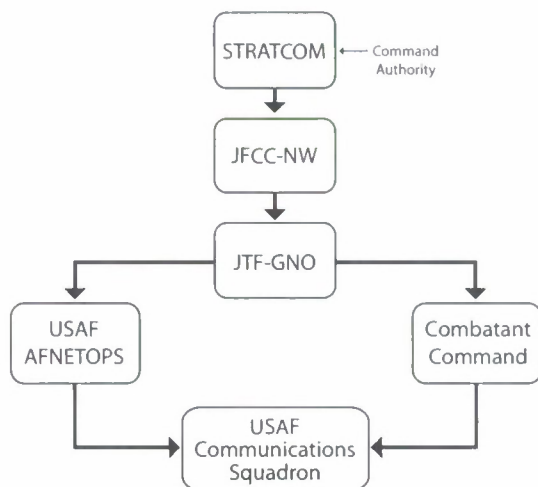 STRATCOM
Command
Authority
JFCC-NW
JTF-GNO
USAF
AFNETOPS
Combatant
Command
USAF
Communications
Squadron